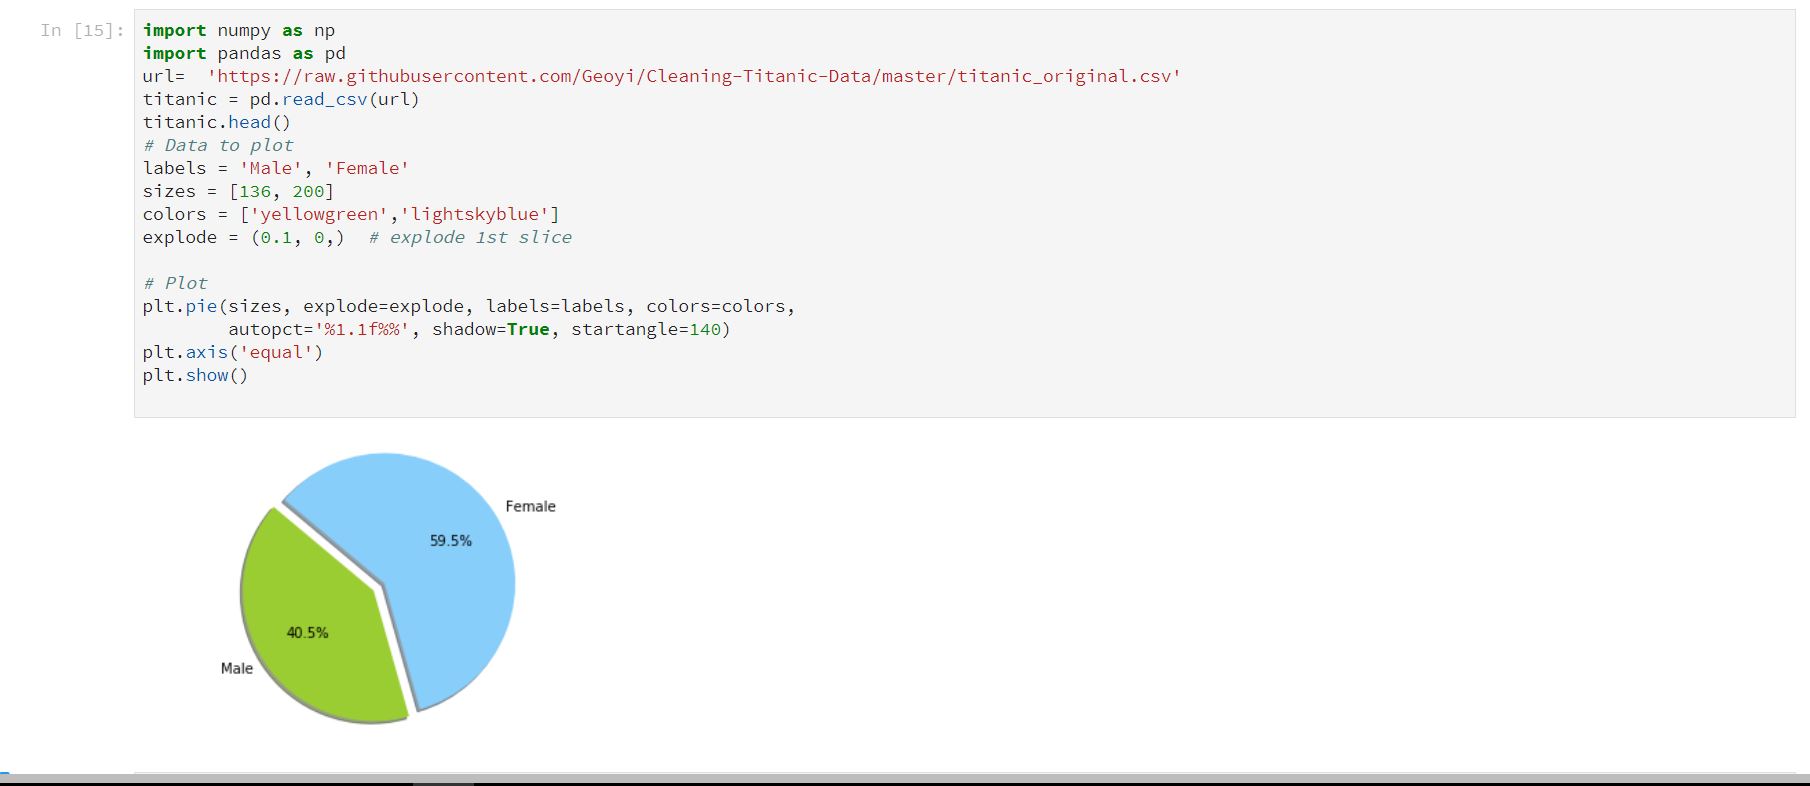 In [15]:
import numpy as np
import pandas as pd
url=  'https://raw.githubusercontent.com/Geoyi/Cleaning-Titanic-Data/master/titanic_original.csv'
titanic = pd.read_csv(url)
titanic.head()
# Data to plot
labels = 'Male', 'Female'
sizes = [136, 200]
colors = ['yellowgreen','lightskyblue']
explode = (0.1, 0,)  # explode 1st slice

# Plot
plt.pie(sizes, explode=explode, labels=labels, colors=colors,
        autopct='%1.1f%%', shadow=True, startangle=140)
plt.axis('equal')
plt.show()
Female
59.5%
40.5%
Male